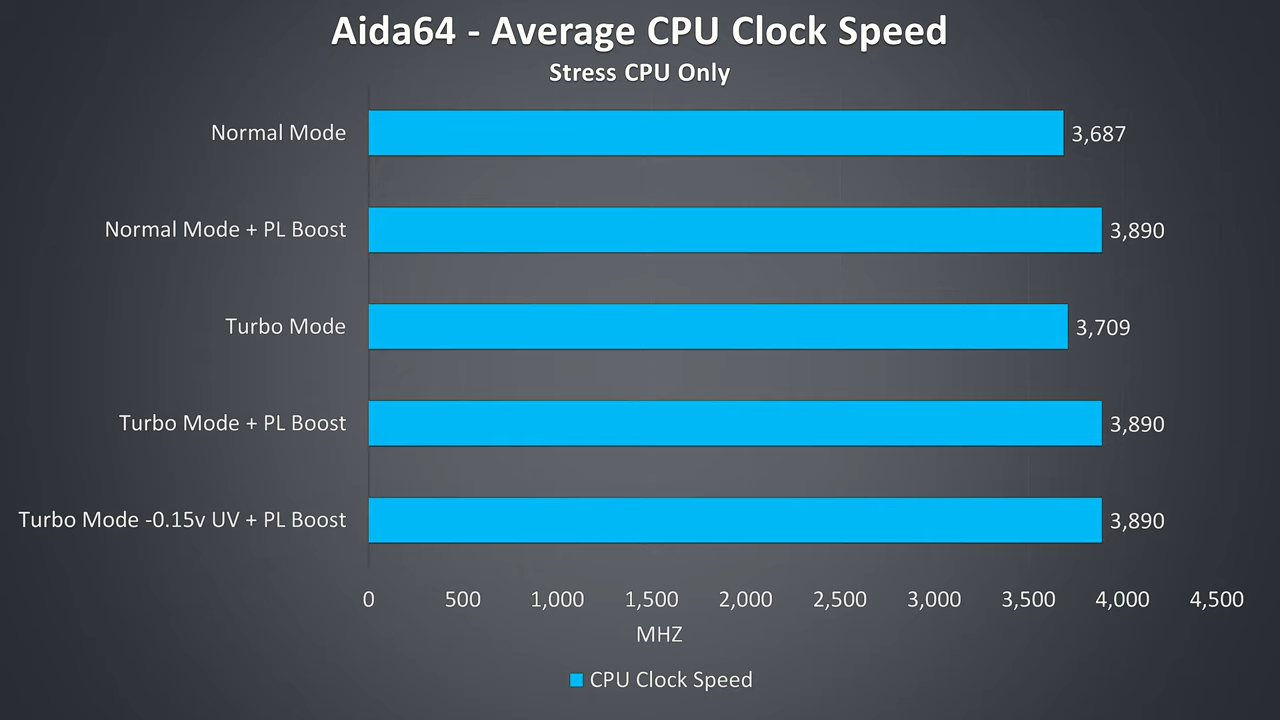 Aida64 - Average CPU Clock Speed
Stress CPU Only
Normal Mode 3,687
Normal Mode + PL Boost 3,890
Turbo Mode 3,709
Turbo Mode + PL Boost 3,890
Turbo Mode -0.15v UV + PL Boost 3,890
0 500 1,000 1,500 2,000 2,500 3,000 3,500 4,000 4,500
MHZ
CPU Clock Speed